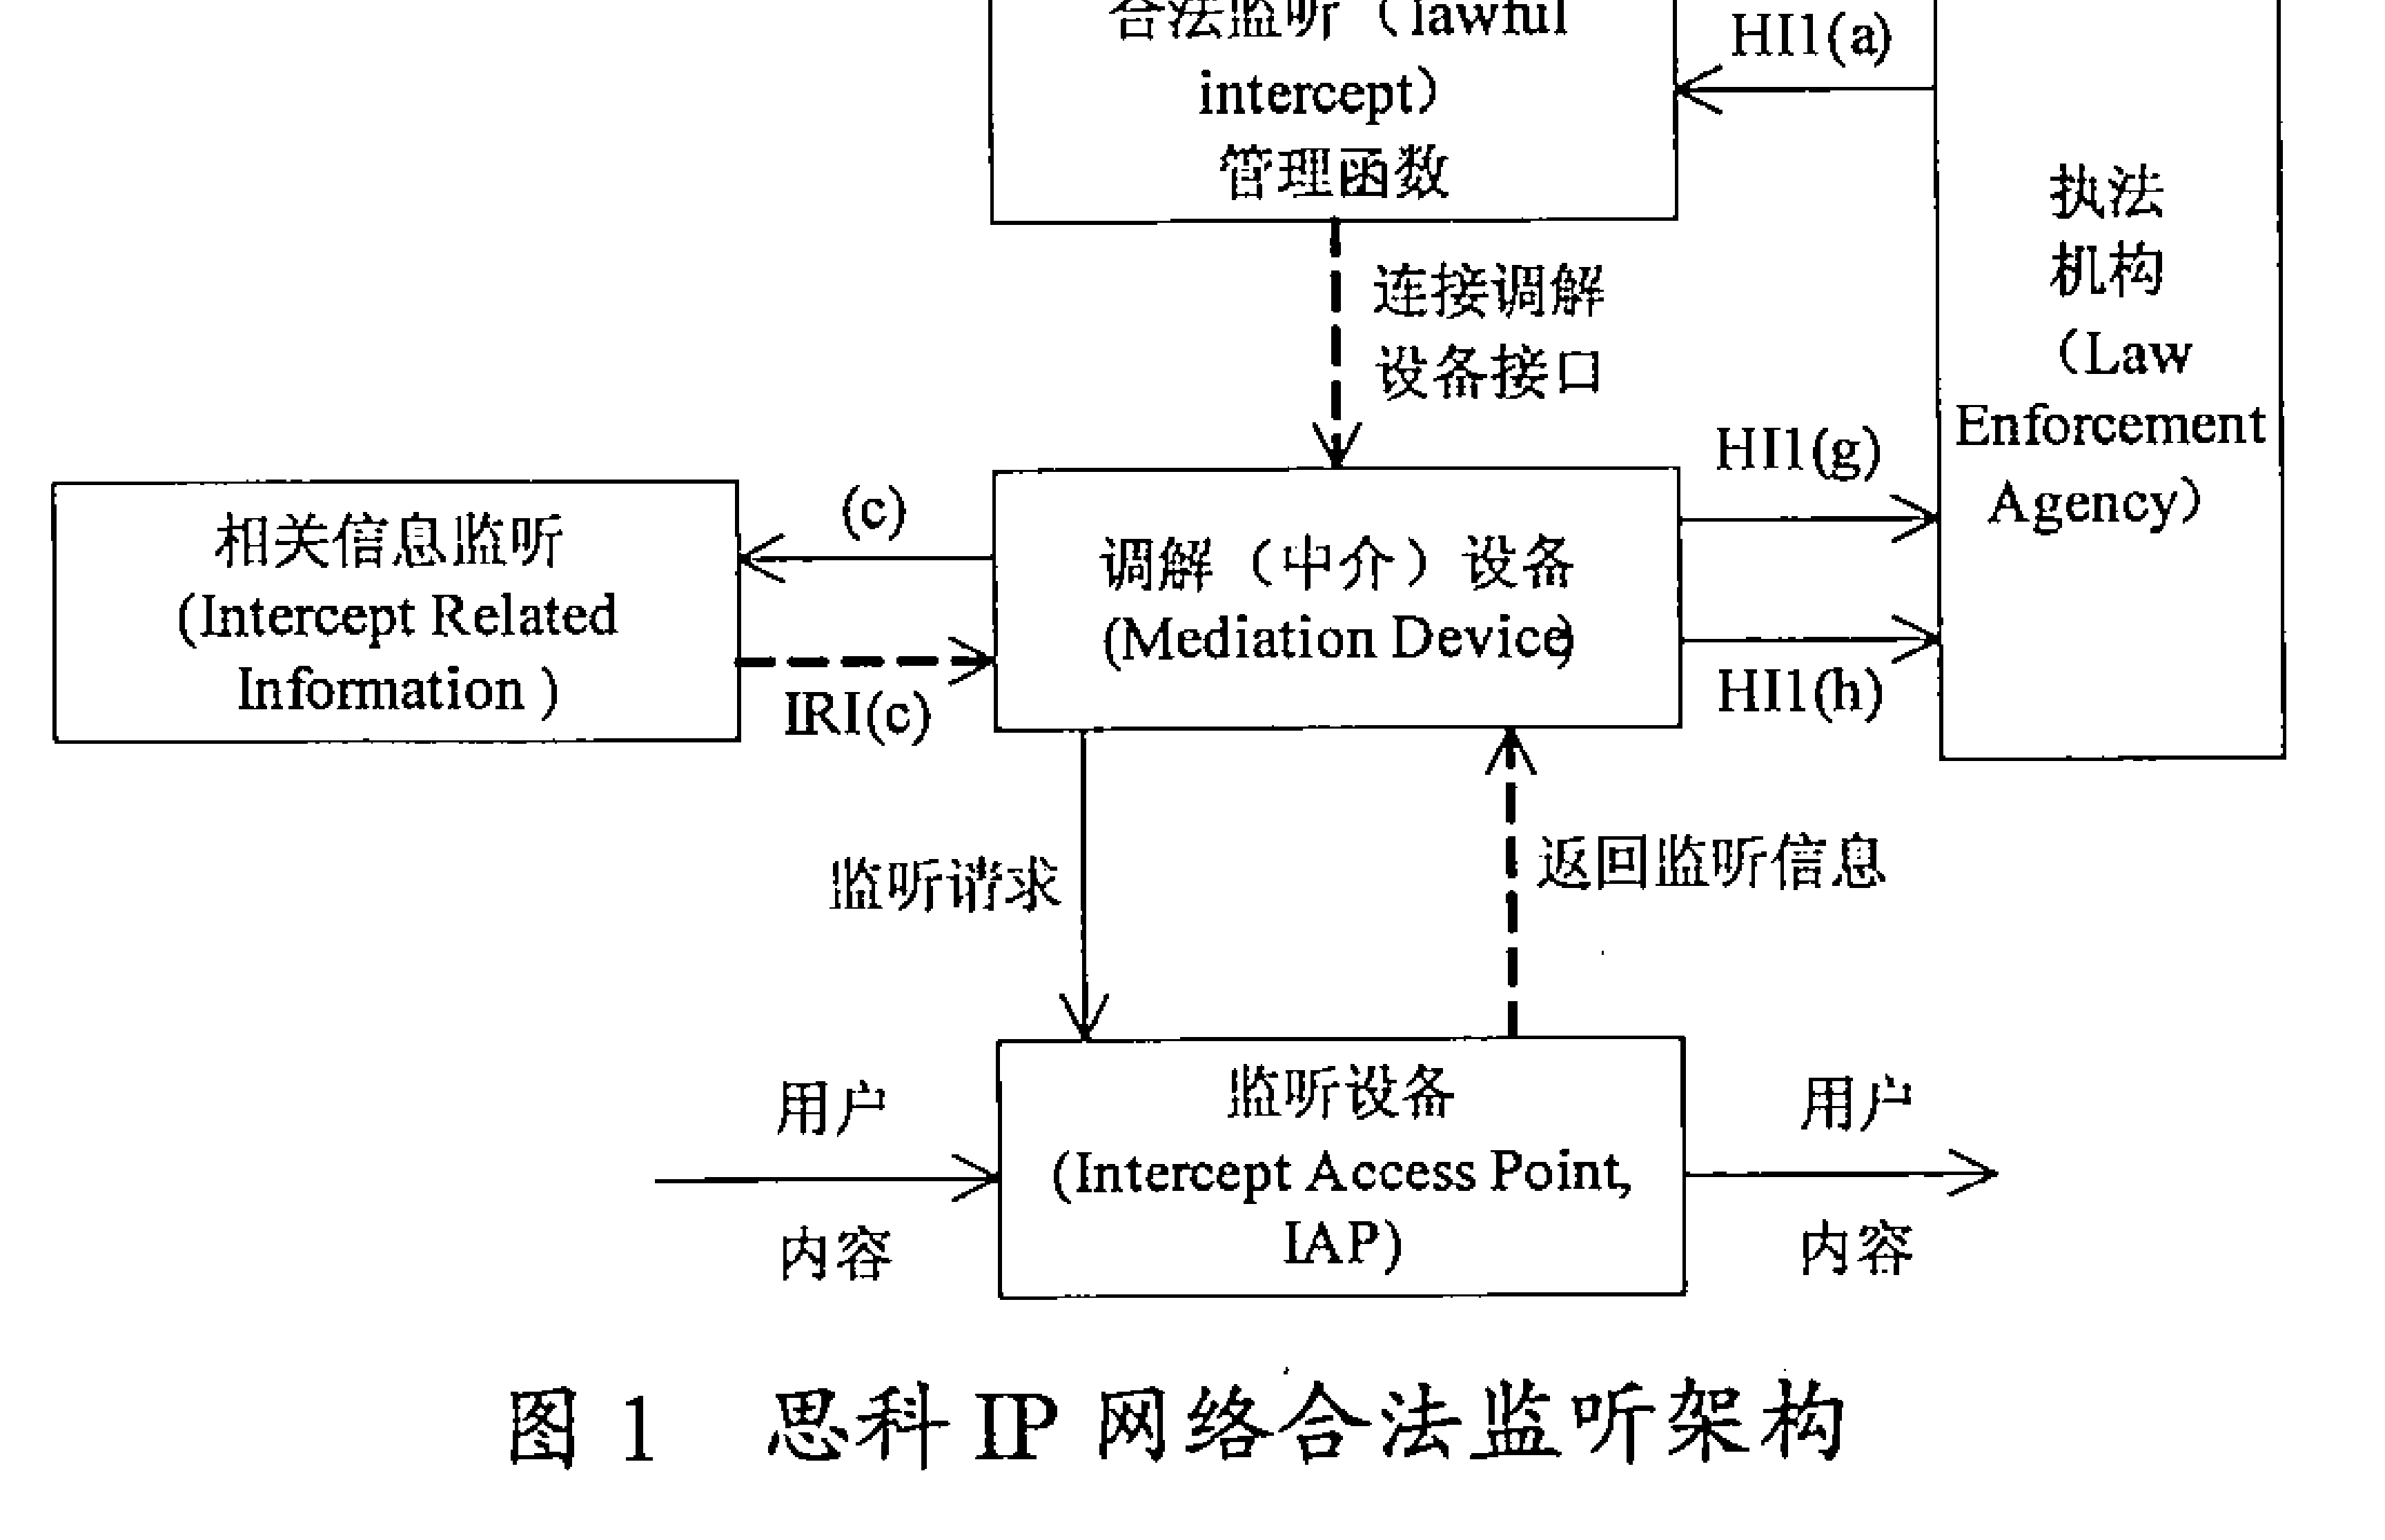 合法监听（lawful
intercept）
管理函数
HI1(a)
执法
机构
（Law
Enforcement
Agency）
连接调解
设备接口
HI1(g)
(c)
相关信息监听
(Intercept Related
Information )
调解（中介）设备
(Mediation Device)
IRI(c)
HI1(h)
监听请求
返回监听信息
用户
内容
监听设备
(Intercept Access Point,
IAP)
用户
内容
图 1 思科 IP 网络合法监听架构